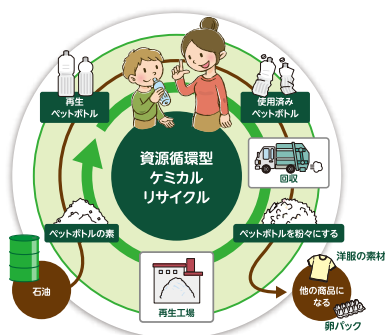 再生
ペットボトル
使用済み
ペットボトル
資源循環型
ケミカル
リサイクル
回収
ペットボトルの素
ペットボトルを粉々にする
石油
再生工場
洋服の素材
他の商品に
なる
卵パック